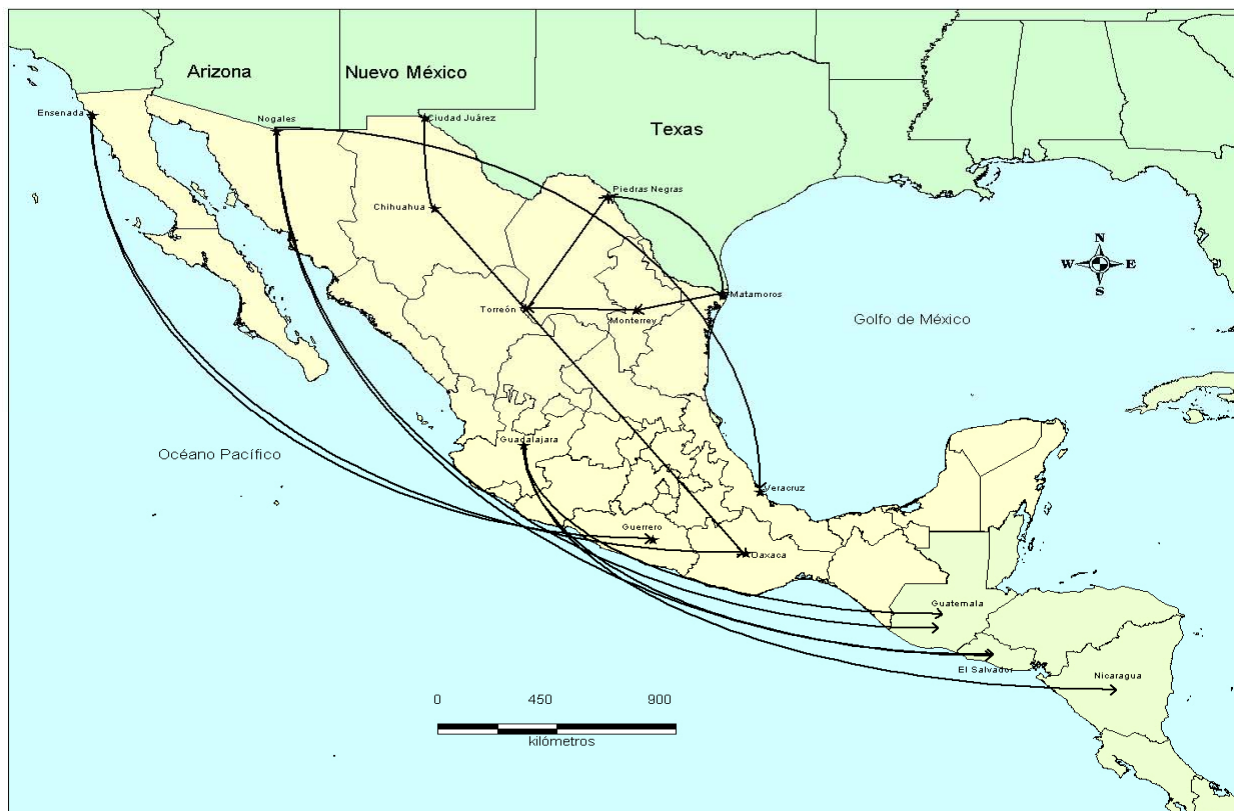 Arizona
Nuevo México
Ensenada
Nogales
Ciudad Juárez
Texas
Piedras Negras
Chihuahua
N
W
E
S
Matamoros
Torreón
Monterrey
Golfo de México
Guadalajara
Océano Pacífico
Veracruz
Guerrero
Oaxaca
Guatemala
El Salvador
Nicaragua
0 450 900
kilómetros